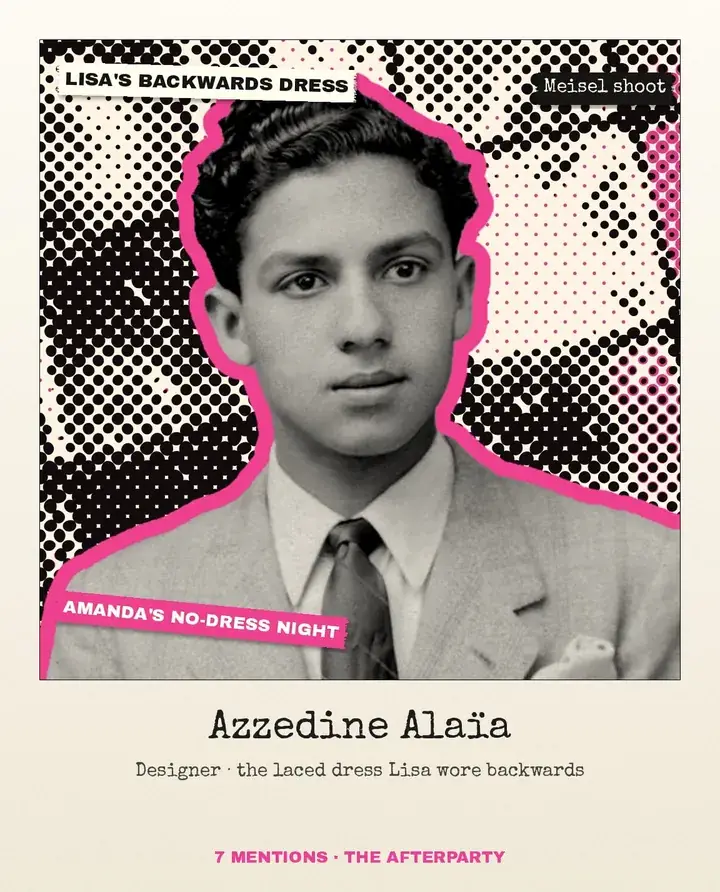 LISA'S BACKWARDS DRESS
Meisel shoot
AMANDA'S NO-DRESS NIGHT
Azzedine Alaïa
Designer · the laced dress Lisa wore backwards
7 MENTIONS · THE AFTERPARTY